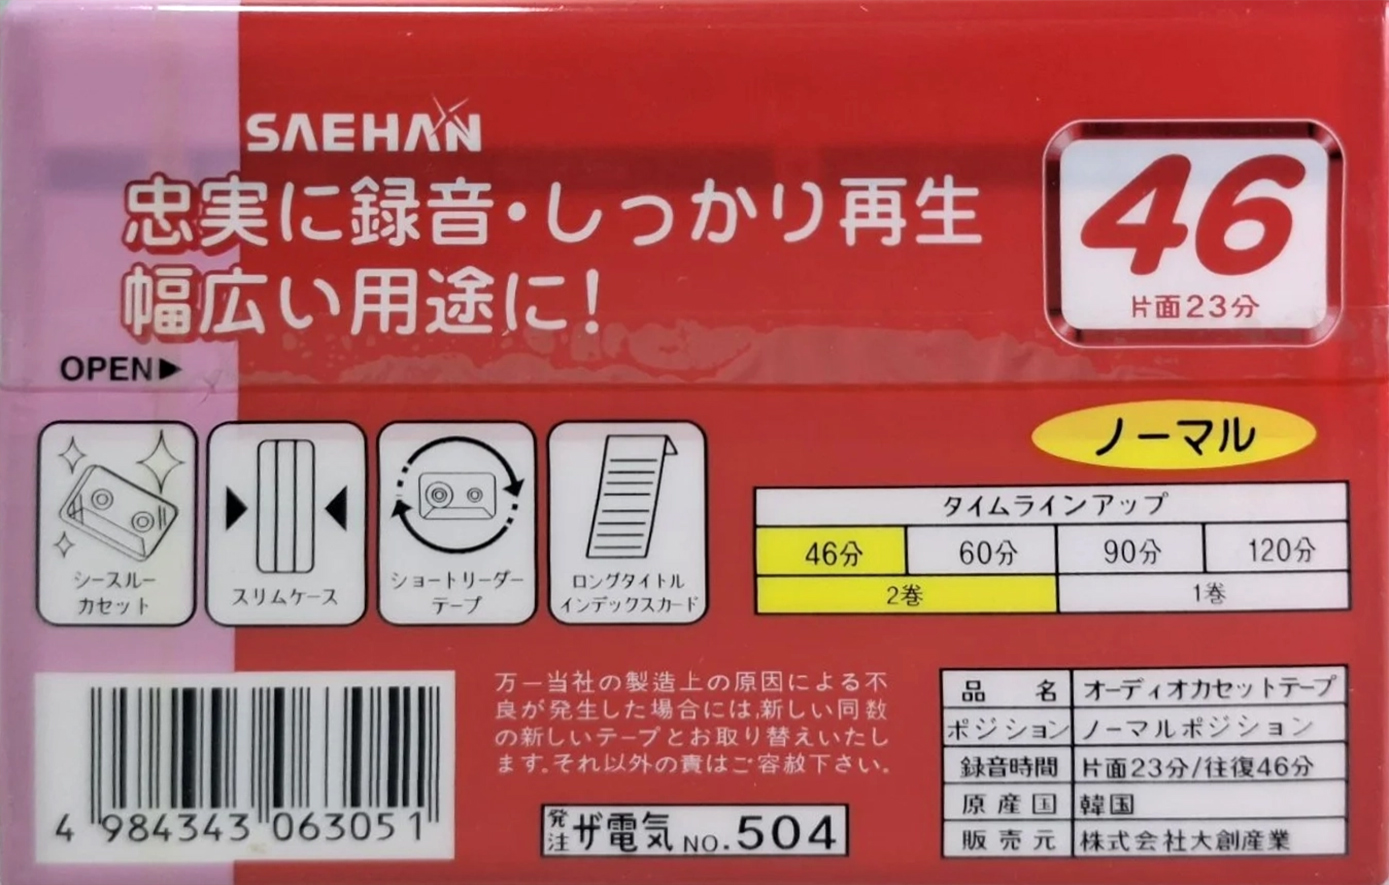 SAEHAN
忠実に録音・しっかり再生
幅広い用途に!
46
片面23分
OPEN▶
ノーマル
シースルー
カセット
スリムケース
ショートリーダー
テープ
ロングタイトル
インデックスカード
タイムラインアップ
46分 60分 90分 120分
2巻 1巻
万一当社の製造上の原因による不
良が発生した場合には,新しい同数
の新しいテープとお取り替えいたし
ます。それ以外の責はご容赦下さい。
品名 オーディオカセットテープ
ポジション ノーマルポジション
録音時間 片面23分/往復46分
原産国 韓国
販売元 株式会社大創産業
4 984343 063051
発注 ザ電気 NO.504